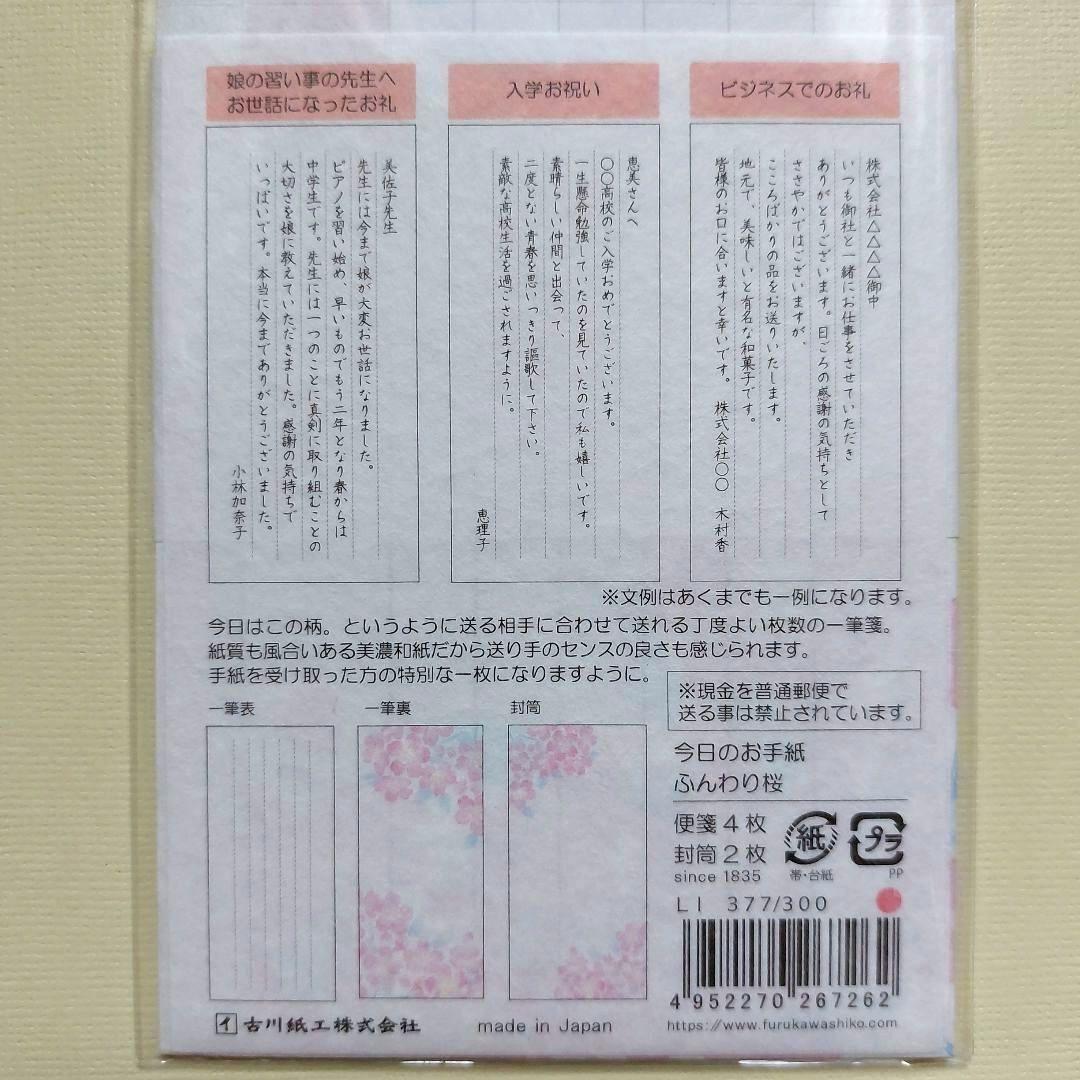 娘の習い事の先生へ
お世話になったお礼
美佐子先生
先生には今まで娘が大変お世話になりました。
ピアノを習い始め、早いものでもう二年となり春からは
中学生です。先生には一つのことに真剣に取り組むことの
大切さを娘に教えていただきました。感謝の気持ちで
いっぱいです。本当に今までありがとうございました。
小林加奈子
入学お祝い
恵美さんへ
〇〇高校のご入学おめでとうございます。
一生懸命勉強していたのを見ていたので私も嬉しいです。
素晴らしい仲間と出会って、
二度とない青春を思いっきり謳歌して下さい。
素敵な高校生活を過ごされますように。
恵理子
ビジネスでのお礼
株式会社△△△△御中
いつも御社と一緒にお仕事をさせていただき
ありがとうございます。日ごろの感謝の気持ちとして
ささやかではございますが、
こころばかりの品をお送りいたします。
地元で、美味しいと有名な和菓子です。
皆様のお口に合いますと幸いです。 株式会社〇〇 木村香
※文例はあくまでも一例になります。
今日はこの柄。というように送る相手に合わせて送れる丁度よい枚数の一筆箋。
紙質も風合いある美濃和紙だから送り手のセンスの良さも感じられます。
手紙を受け取った方の特別な一枚になりますように。
※現金を普通郵便で
送る事は禁止されています。
一筆表
一筆裏
封筒
今日のお手紙
ふんわり桜
便箋4枚
封筒2枚
since 1835
紙
帯・台紙
プラ
PP
LI 377/300
4 952270 267262
イ 古川紙工株式会社
made in Japan
https://www.furukawashiko.com